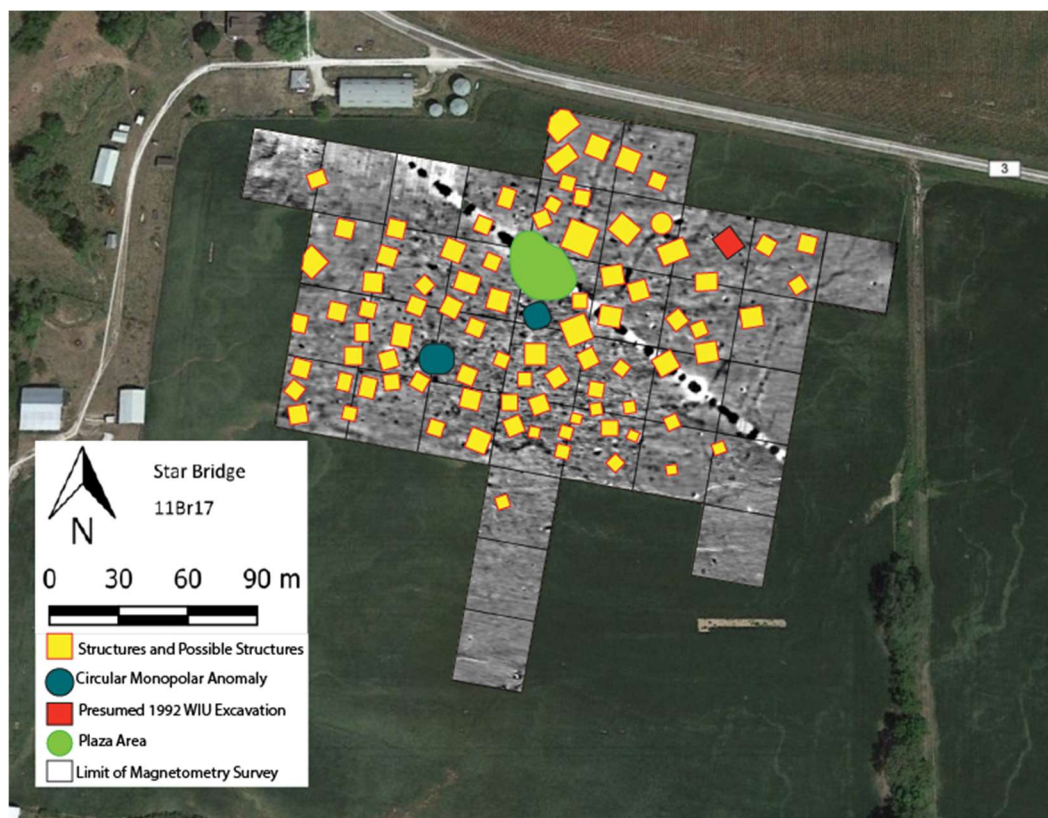 3
Star Bridge
11Br17
N
0 30 60 90 m
Structures and Possible Structures
Circular Monopolar Anomaly
Presumed 1992 WIU Excavation
Plaza Area
Limit of Magnetometry Survey